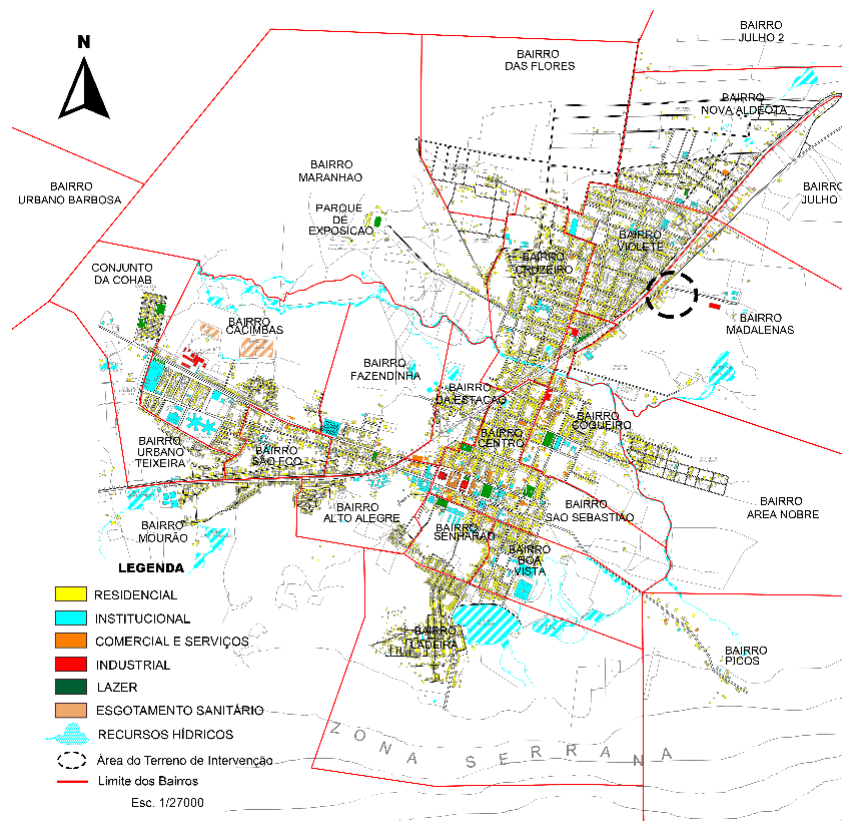 BAIRRO
JULHO 2
N
BAIRRO
DAS FLORES
BAIRRO
NOVA ALDEOTA
BAIRRO
URBANO BARBOSA
BAIRRO
MARANHAO
PARQUE
DE
EXPOSICAO
BAIRRO
JULHO
BAIRRO
VIOLETE
BAIRRO
CRUZEIRO
CONJUNTO
DA COHAB
BAIRRO
CACIMBAS
BAIRRO
MADALENAS
BAIRRO
FAZENDINHA
BAIRRO
DA ESTACAO
BAIRRO
COQUEIRO
BAIRRO
CENTRO
BAIRRO
URBANO
TEIXEIRA
BAIRRO
SAO FCO
BAIRRO
AREA NOBRE
BAIRRO
ALTO ALEGRE
BAIRRO
SAO SEBASTIAO
BAIRRO
MOURÃO
BAIRRO
SENHARAO
BAIRRO
BOA
VISTA
BAIRRO
LADEIRA
BAIRRO
PICOS
LEGENDA
RESIDENCIAL
INSTITUCIONAL
COMERCIAL E SERVIÇOS
INDUSTRIAL
LAZER
ESGOTAMENTO SANITÁRIO
RECURSOS HÍDRICOS
Área do Terreno de Intervenção
Limite dos Bairros
Esc. 1/27000
ZONA SERRANA